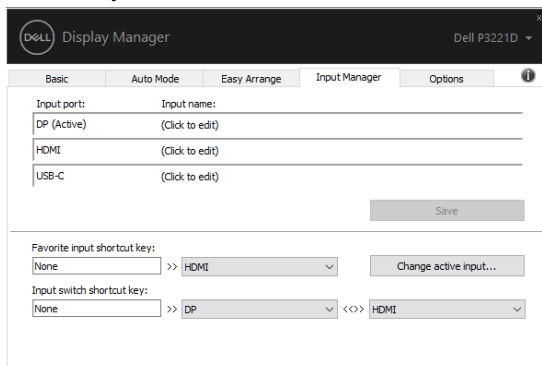 DELL Display Manager Dell P3221D
x
Basic Auto Mode Easy Arrange Input Manager Options i
Input port: Input name:
DP (Active) (Click to edit)
HDMI (Click to edit)
USB-C (Click to edit)
Save
Favorite input shortcut key:
None >> HDMI Change active input...
Input switch shortcut key:
None >> DP <<>> HDMI